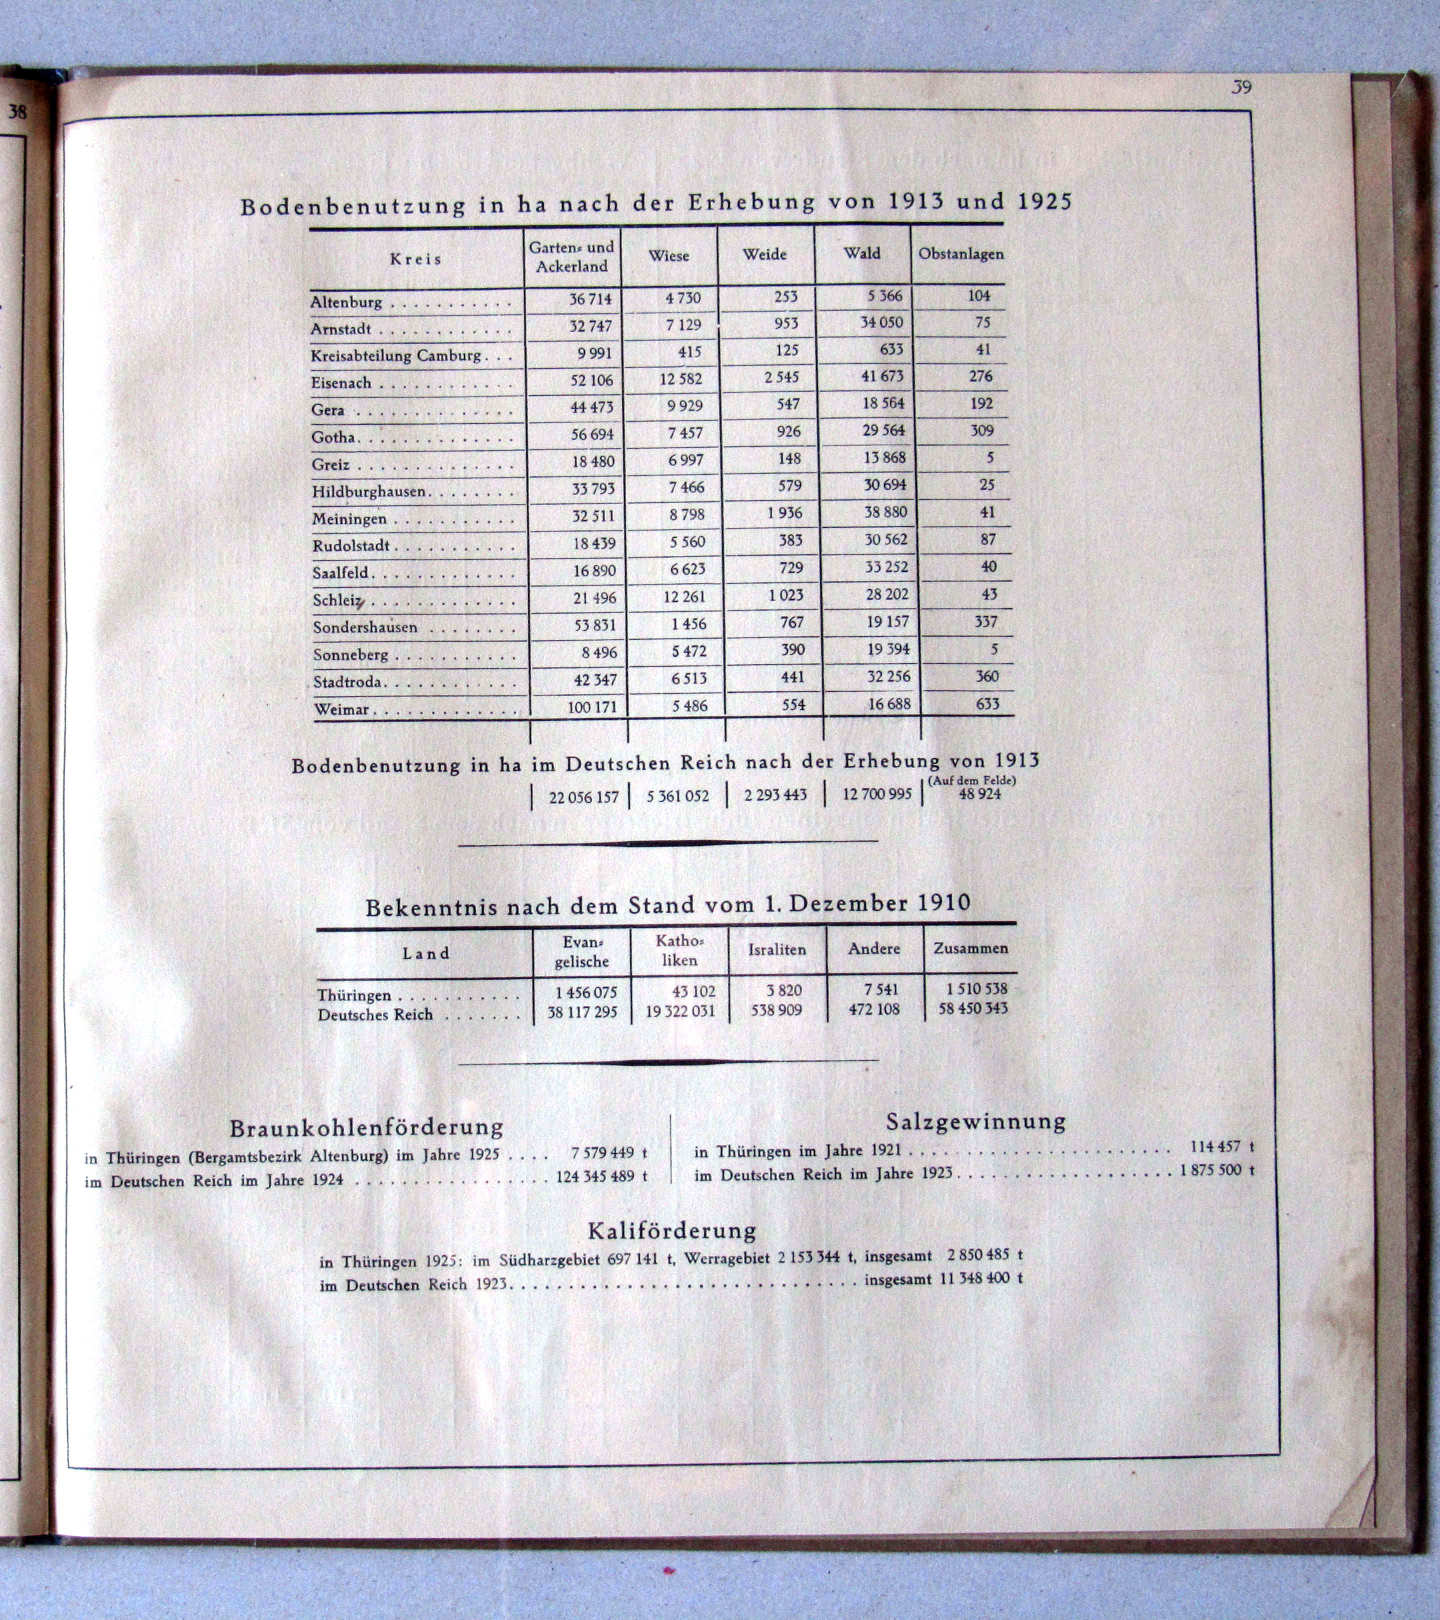 38
39
Bodenbenutzung in ha nach der Erhebung von 1913 und 1925
Kreis Garten- und Ackerland Wiese Weide Wald Obstanlagen
Altenburg . . . . . . . . . . . 36 714 4 730 253 5 366 104
Arnstadt . . . . . . . . . . . . 32 747 7 129 953 34 050 75
Kreisabteilung Camburg . . . 9 991 415 125 633 41
Eisenach . . . . . . . . . . . . 52 106 12 582 2 545 41 673 276
Gera . . . . . . . . . . . . . . 44 473 9 929 547 18 564 192
Gotha . . . . . . . . . . . . . . 56 694 7 457 926 29 564 309
Greiz . . . . . . . . . . . . . . 18 480 6 997 148 13 868 5
Hildburghausen . . . . . . . . 33 793 7 466 579 30 694 25
Meiningen . . . . . . . . . . . 32 511 8 798 1 936 38 880 41
Rudolstadt . . . . . . . . . . . 18 439 5 560 383 30 562 87
Saalfeld . . . . . . . . . . . . . 16 890 6 623 729 33 252 40
Schleiz . . . . . . . . . . . . . 21 496 12 261 1 023 28 202 43
Sondershausen . . . . . . . . 53 831 1 456 767 19 157 337
Sonneberg . . . . . . . . . . . 8 496 5 472 390 19 394 5
Stadtroda . . . . . . . . . . . . 42 347 6 513 441 32 256 360
Weimar . . . . . . . . . . . . . 100 171 5 486 554 16 688 633
Bodenbenutzung in ha im Deutschen Reich nach der Erhebung von 1913
(Auf dem Felde)
22 056 157 5 361 052 2 293 443 12 700 995 48 924
Bekenntnis nach dem Stand vom 1. Dezember 1910
Land Evan-gelische Katho-liken Israliten Andere Zusammen
Thüringen . . . . . . . . . . . 1 456 075 43 102 3 820 7 541 1 510 538
Deutsches Reich . . . . . . . 38 117 295 19 322 031 538 909 472 108 58 450 343
Braunkohlenförderung
in Thüringen (Bergamtsbezirk Altenburg) im Jahre 1925 . . . . 7 579 449 t
im Deutschen Reich im Jahre 1924 . . . . . . . . . . . . . . . . . 124 345 489 t
Salzgewinnung
in Thüringen im Jahre 1921 . . . . . . . . . . . . . . . . . . . . . . . 114 457 t
im Deutschen Reich im Jahre 1923 . . . . . . . . . . . . . . . . . . . 1 875 500 t
Kaliförderung
in Thüringen 1925: im Südharzgebiet 697 141 t, Werragebiet 2 153 344 t, insgesamt 2 850 485 t
im Deutschen Reich 1923 . . . . . . . . . . . . . . . . . . . . . . . . . . . . . . insgesamt 11 348 400 t